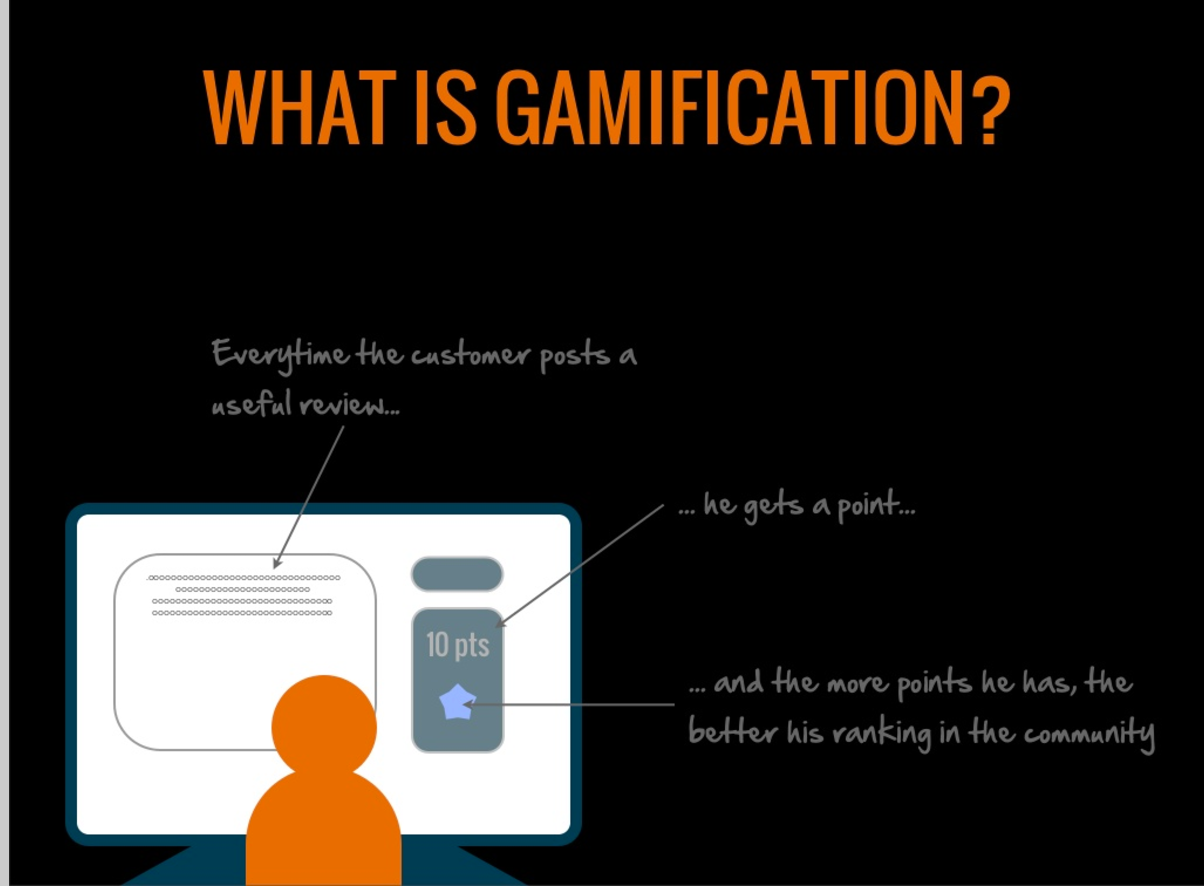 WHAT IS GAMIFICATION?
Everytime the customer posts a
useful review...
... he gets a point...
10 pts
... and the more points he has, the
better his ranking in the community